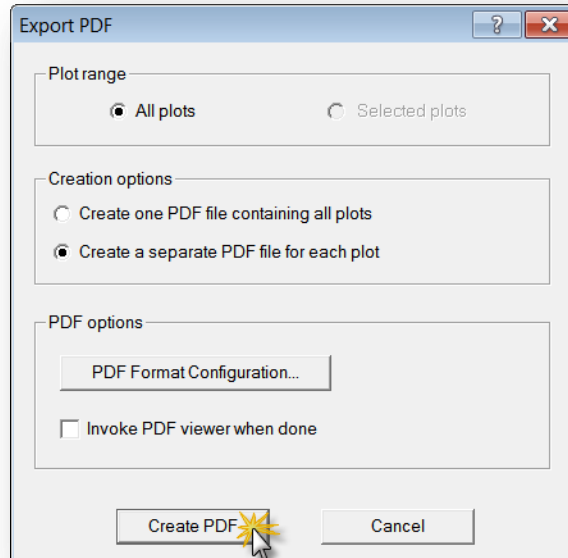 Export PDF
Plot range
All plots
Selected plots
Creation options
Create one PDF file containing all plots
Create a separate PDF file for each plot
PDF options
PDF Format Configuration...
Invoke PDF viewer when done
Create PDF
Cancel